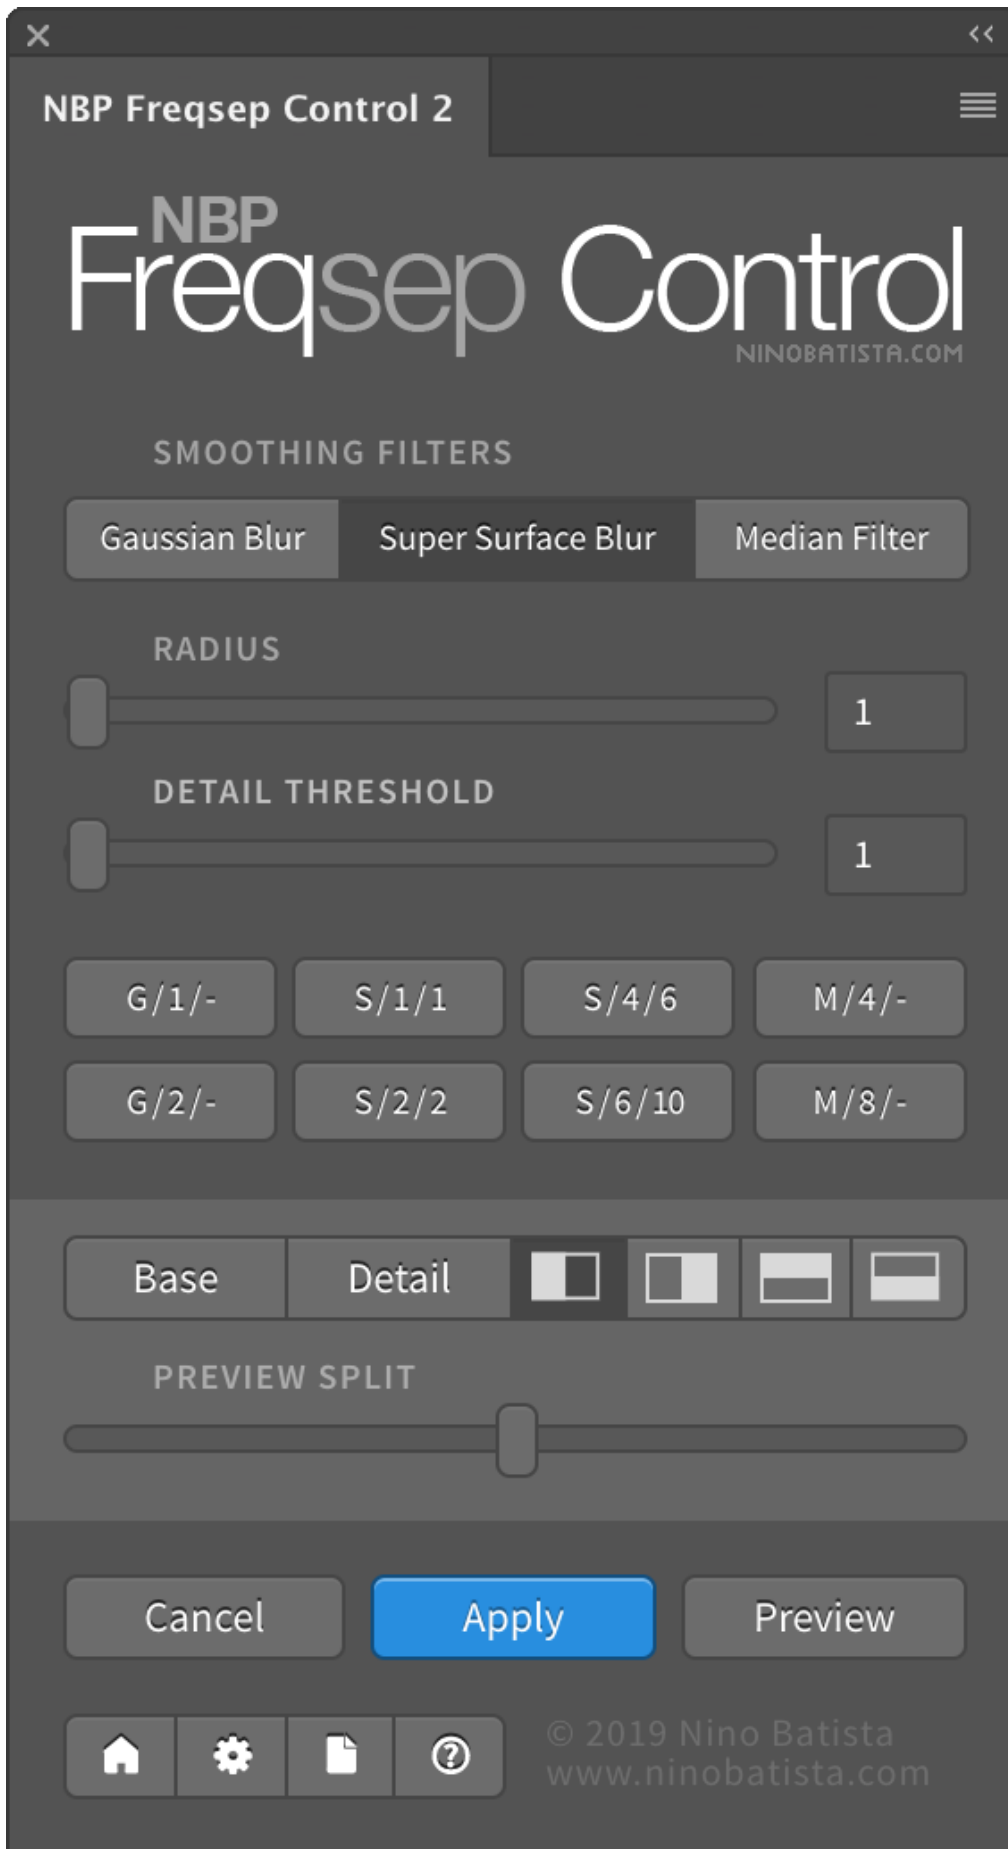 NBP Freqsep Control 2
NBP
Freqsep Control
NINOBATISTA.COM
SMOOTHING FILTERS
Gaussian Blur Super Surface Blur Median Filter
RADIUS
1
DETAIL THRESHOLD
1
G/1/- S/1/1 S/4/6 M/4/-
G/2/- S/2/2 S/6/10 M/8/-
Base Detail
PREVIEW SPLIT
Cancel Apply Preview
© 2019 Nino Batista
www.ninobatista.com